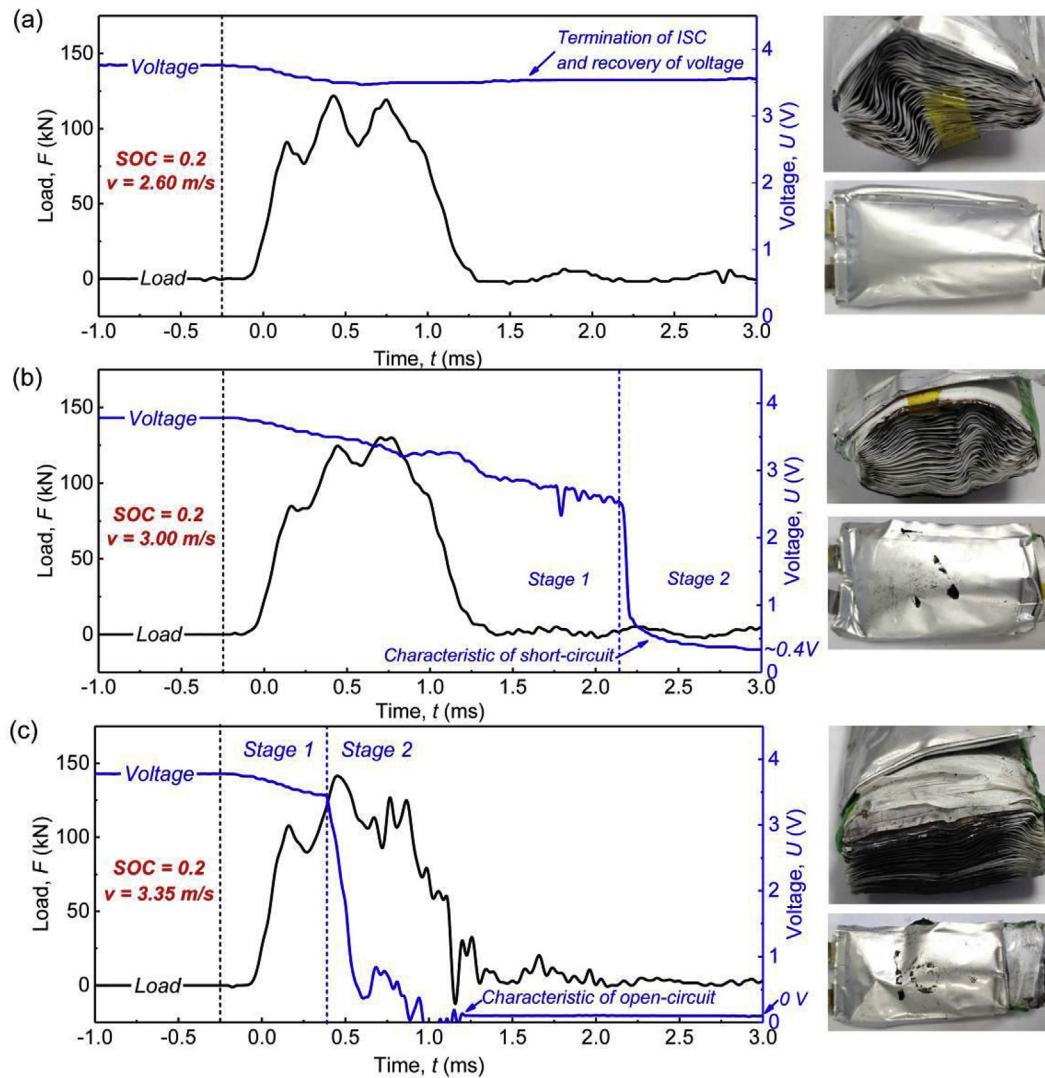 (a)
150
100
50
0
Load, F (kN)
Voltage
Termination of ISC
and recovery of voltage
SOC = 0.2
v = 2.60 m/s
Load
4
3
2
1
0
Voltage, U (V)
-1.0 -0.5 0.0 0.5 1.0 1.5 2.0 2.5 3.0
Time, t (ms)
(b)
150
100
50
0
Load, F (kN)
Voltage
SOC = 0.2
v = 3.00 m/s
Stage 1 Stage 2
Load
Characteristic of short-circuit
~0.4V
4
3
2
1
0
Voltage, U (V)
-1.0 -0.5 0.0 0.5 1.0 1.5 2.0 2.5 3.0
Time, t (ms)
(c)
150
100
50
0
Load, F (kN)
Stage 1 Stage 2
Voltage
SOC = 0.2
v = 3.35 m/s
Load
Characteristic of open-circuit
0 V
4
3
2
1
0
Voltage, U (V)
-1.0 -0.5 0.0 0.5 1.0 1.5 2.0 2.5 3.0
Time, t (ms)